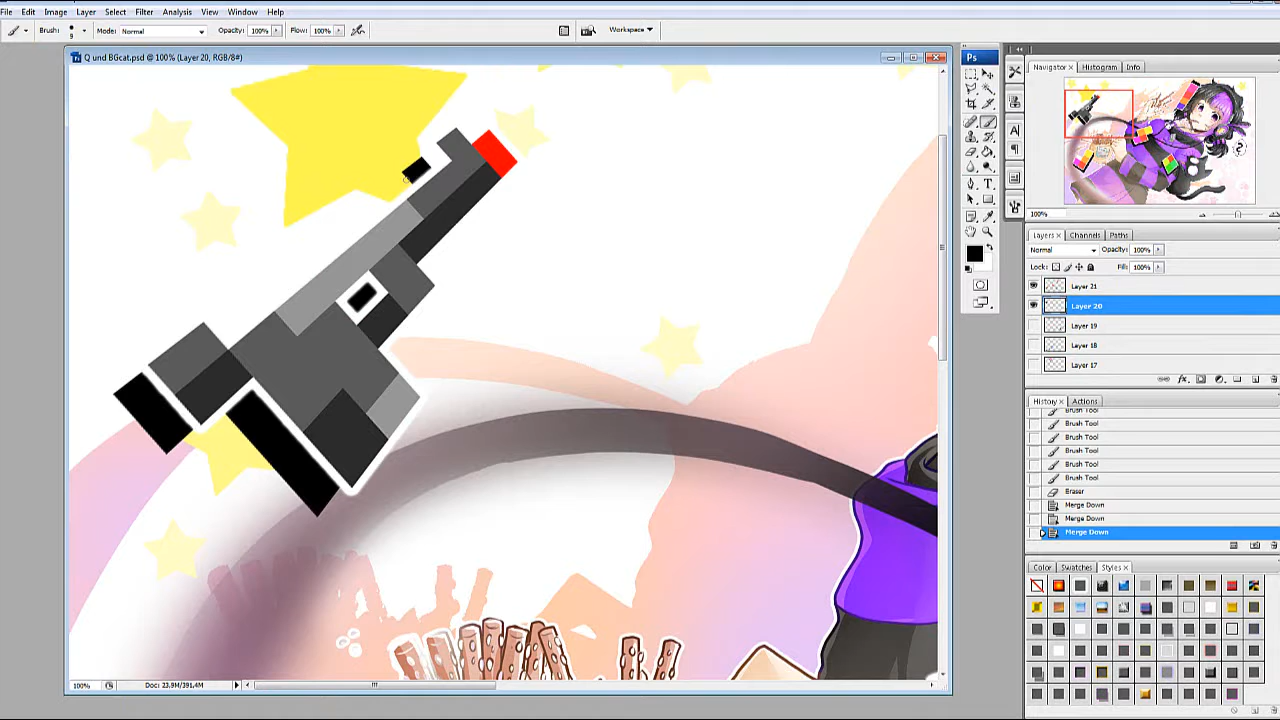 File Edit Image Layer Select Filter Analysis View Window Help
Brush: 9 Mode: Normal Opacity: 100% Flow: 100% Workspace
Q und BGcat.psd @ 100% (Layer 20, RGB/8#)
Ps
Navigator x Histogram Info
100%
Layers x Channels Paths
Normal Opacity: 100%
Lock: Fill: 100%
Layer 21
Layer 20
Layer 19
Layer 18
Layer 17
History x Actions
Brush Tool
Brush Tool
Brush Tool
Brush Tool
Brush Tool
Brush Tool
Eraser
Merge Down
Merge Down
Merge Down
Color Swatches Styles x
100% Doc: 23,9M/391,4M